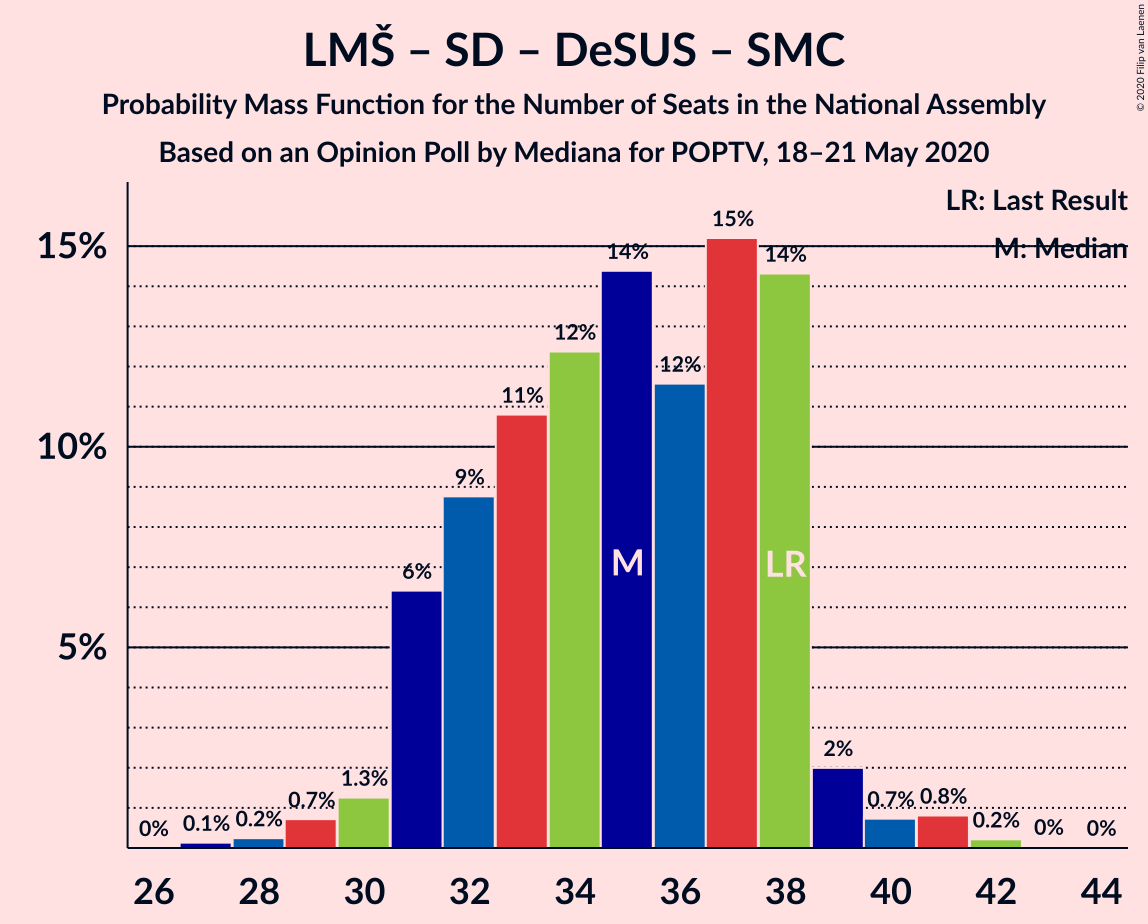 LMŠ – SD – DeSUS – SMC
Probability Mass Function for the Number of Seats in the National Assembly
Based on an Opinion Poll by Mediana for POPTV, 18–21 May 2020
© 2020 Filip van Laenen
LR: Last Result
M: Median
15%
10%
5%
0%
0.1%
0.2%
0.7%
1.3%
6%
9%
11%
12%
14%
12%
15%
14%
2%
0.7%
0.8%
0.2%
0%
0%
M
LR
26 28 30 32 34 36 38 40 42 44